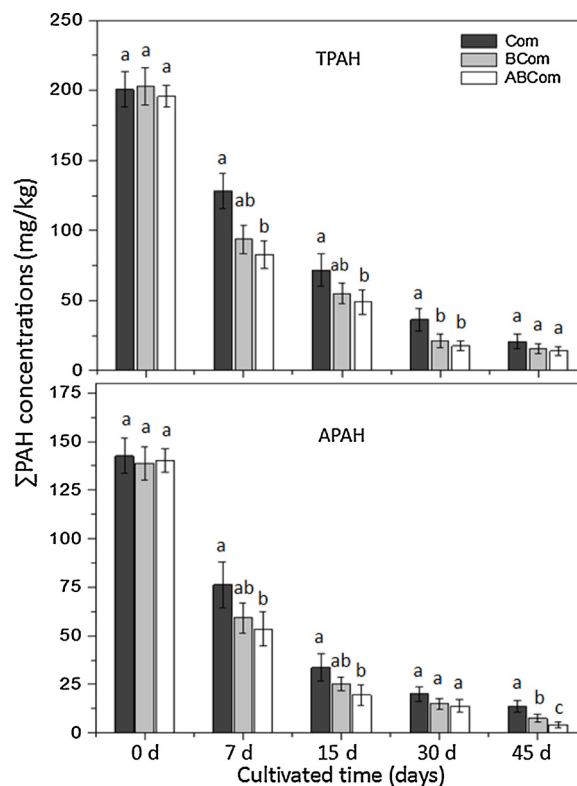 TPAH
Com
BCom
ABCom
250
200
150
100
50
0
a a a
a ab b
a ab b
a b b
a a a
∑PAH concentrations (mg/kg)
APAH
175
150
125
100
75
50
25
0
a a a
a ab b
a ab b
a a a
a b c
0 d 7 d 15 d 30 d 45 d
Cultivated time (days)